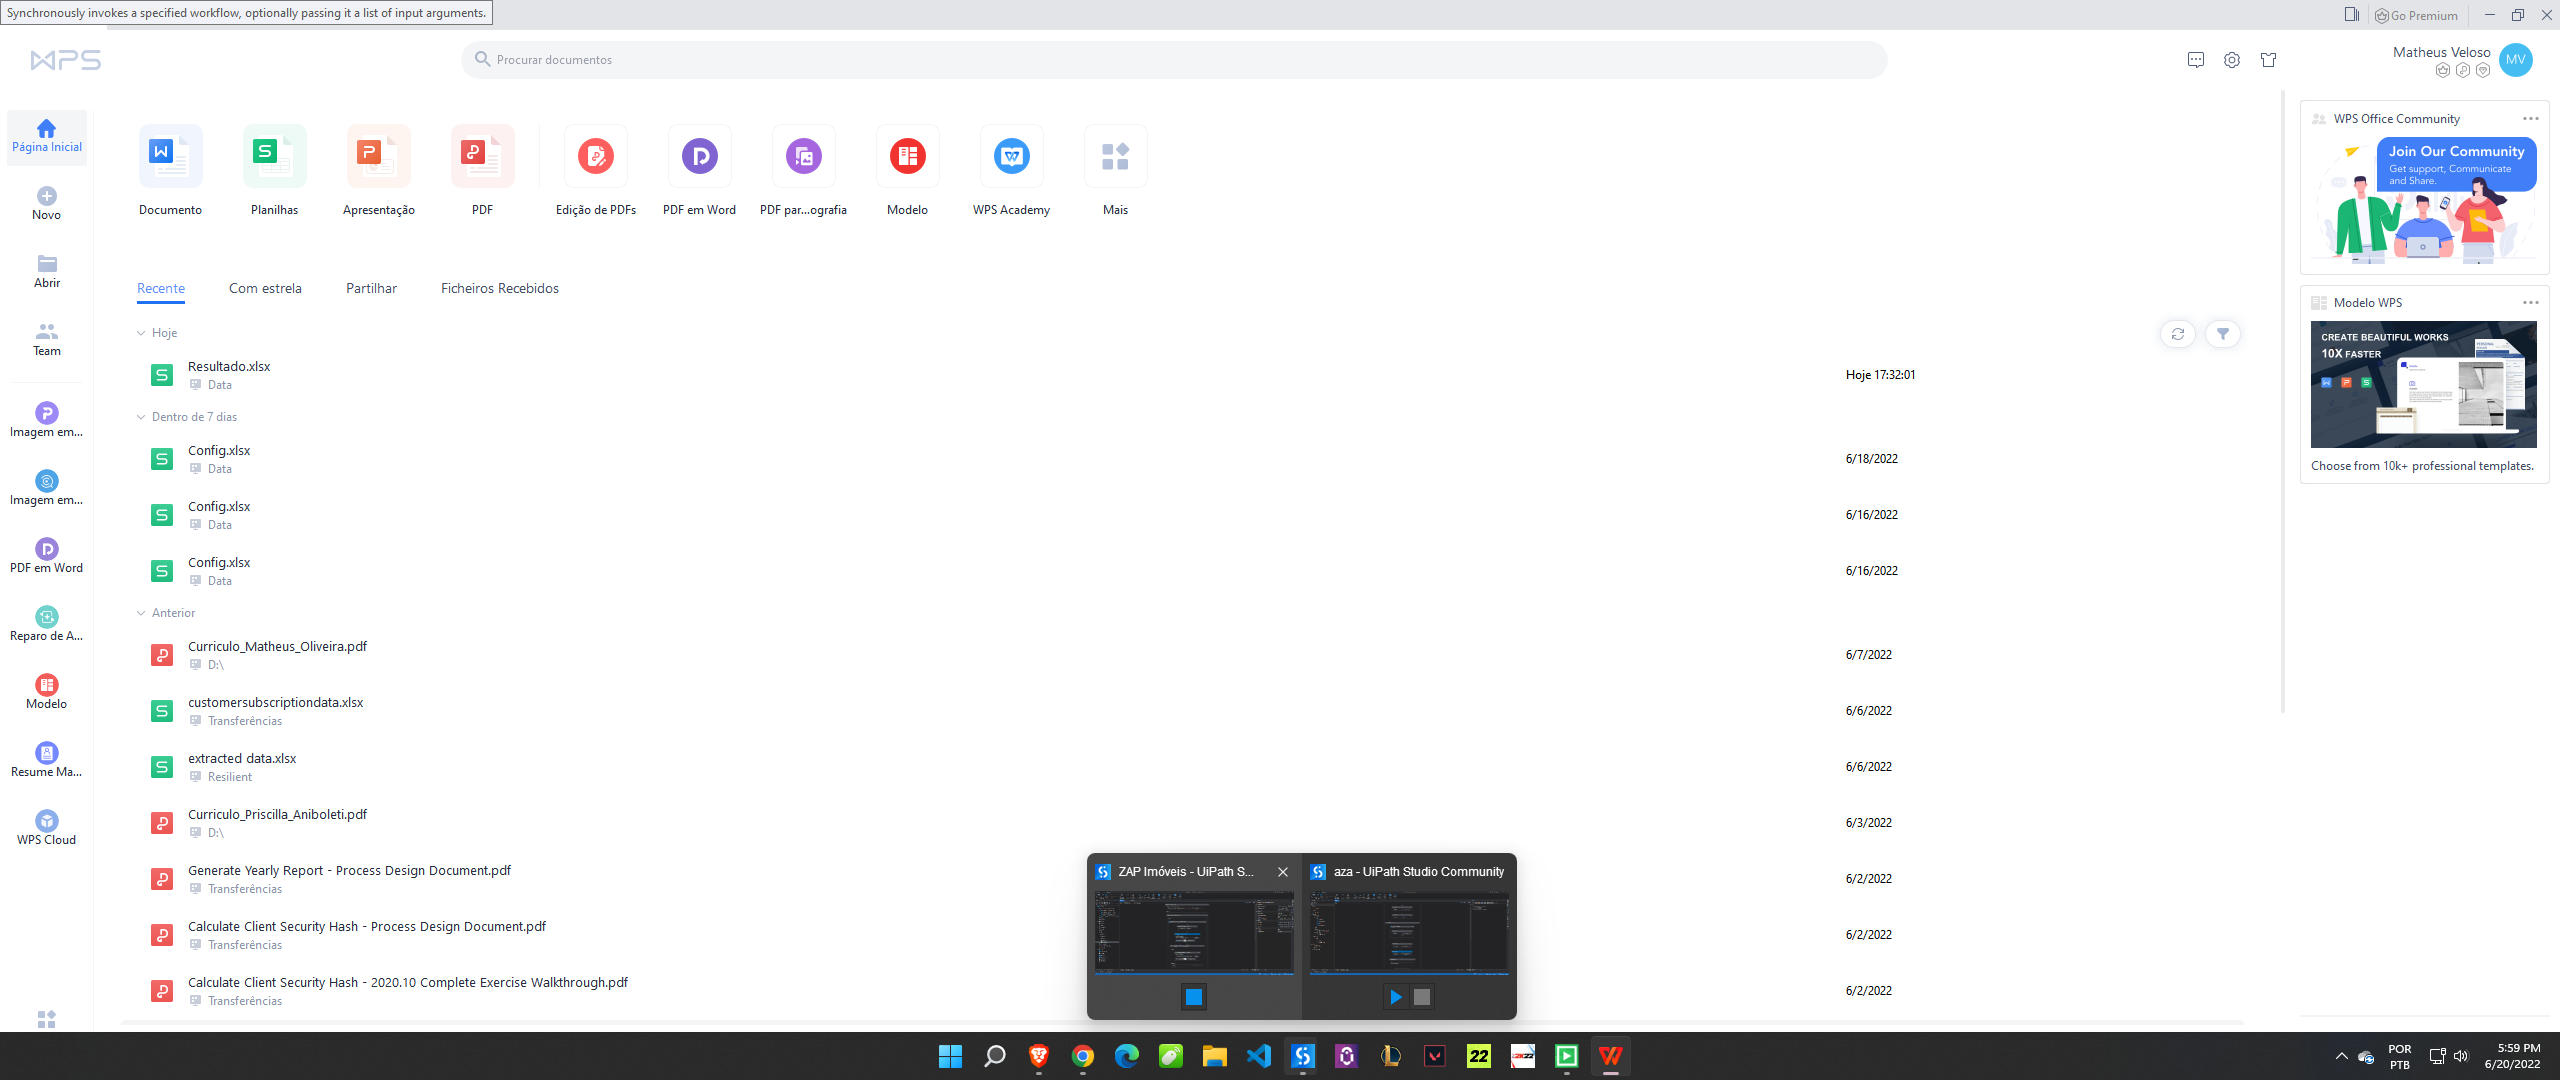 Synchronously invokes a specified workflow, optionally passing it a list of input arguments.
Go Premium
WPS
Procurar documentos
Matheus Veloso
MV
Página Inicial
Novo
Abrir
Team
Imagem em...
Imagem em...
PDF em Word
Reparo de A...
Modelo
Resume Ma...
WPS Cloud
Documento
Planilhas
Apresentação
PDF
Edição de PDFs
PDF em Word
PDF par...ografia
Modelo
WPS Academy
Mais
Recente
Com estrela
Partilhar
Ficheiros Recebidos
Hoje
Resultado.xlsx
Data
Hoje 17:32:01
Dentro de 7 dias
Config.xlsx
Data
6/18/2022
Config.xlsx
Data
6/16/2022
Config.xlsx
Data
6/16/2022
Anterior
Curriculo_Matheus_Oliveira.pdf
D:\
6/7/2022
customersubscriptiondata.xlsx
Transferências
6/6/2022
extracted data.xlsx
Resilient
6/6/2022
Curriculo_Priscilla_Aniboleti.pdf
D:\
6/3/2022
Generate Yearly Report - Process Design Document.pdf
Transferências
6/2/2022
Calculate Client Security Hash - Process Design Document.pdf
Transferências
6/2/2022
Calculate Client Security Hash - 2020.10 Complete Exercise Walkthrough.pdf
Transferências
6/2/2022
WPS Office Community
Join Our Community
Get support, Communicate
and Share.
Modelo WPS
CREATE BEAUTIFUL WORKS
10X FASTER
Choose from 10k+ professional templates.
ZAP Imóveis - UiPath S...
aza - UiPath Studio Community
22
2K22
POR
PTB
5:59 PM
6/20/2022